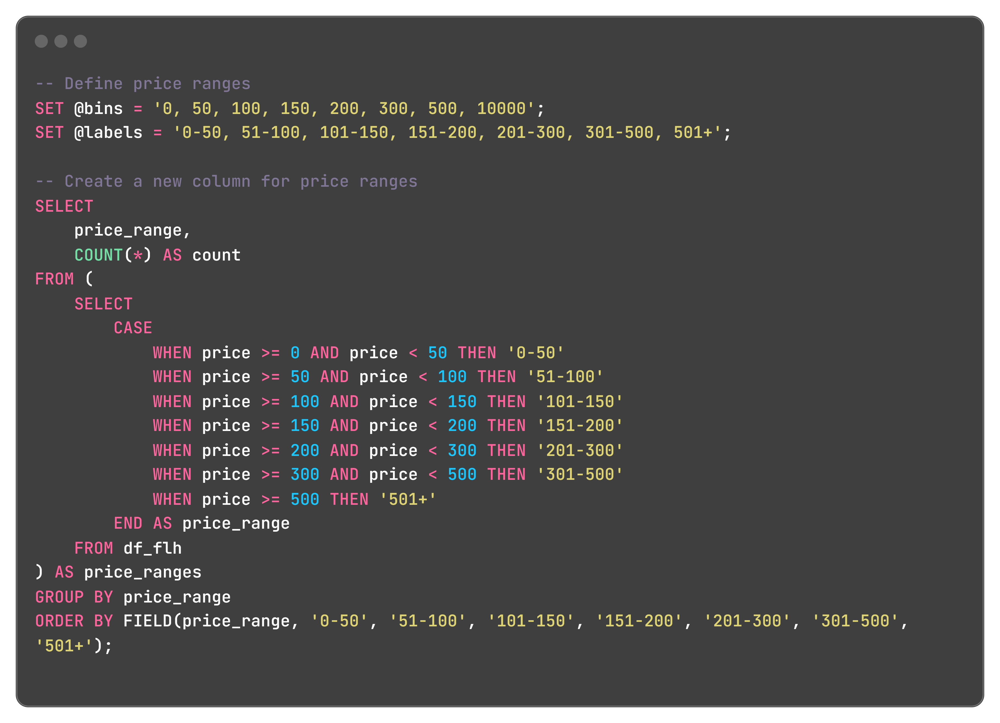 -- Define price ranges
SET @bins = '0, 50, 100, 150, 200, 300, 500, 10000';
SET @labels = '0-50, 51-100, 101-150, 151-200, 201-300, 301-500, 501+';

-- Create a new column for price ranges
SELECT
    price_range,
    COUNT(*) AS count
FROM (
    SELECT
        CASE
            WHEN price >= 0 AND price < 50 THEN '0-50'
            WHEN price >= 50 AND price < 100 THEN '51-100'
            WHEN price >= 100 AND price < 150 THEN '101-150'
            WHEN price >= 150 AND price < 200 THEN '151-200'
            WHEN price >= 200 AND price < 300 THEN '201-300'
            WHEN price >= 300 AND price < 500 THEN '301-500'
            WHEN price >= 500 THEN '501+'
        END AS price_range
    FROM df_flh
) AS price_ranges
GROUP BY price_range
ORDER BY FIELD(price_range, '0-50', '51-100', '101-150', '151-200', '201-300', '301-500',
'501+');